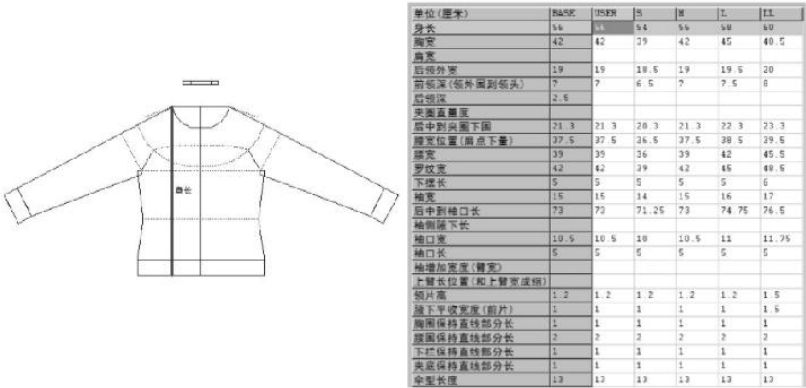 身长
单位(厘米) BASE USER S M L LL
身长 56 54 56 58 60
胸宽 42 42 39 42 45 48.5
肩宽
后领外宽 19 19 18.5 19 19.5 20
前领深(领外围到领头) 7 7 6.5 7 7.5 8
后领深 2.5
夹圈直量度
后中到夹圈下围 21.3 21.3 20.3 21.3 22.3 23.3
腰宽位置(肩点下量) 37.5 37.5 36.5 37.5 38.5 39.5
腰宽 39 39 36 39 42 45.5
罗纹宽 42 42 39 42 45 48.5
下摆长 5 5 5 5 5 6
袖宽 15 15 14 15 16 17
后中到袖口长 73 73 71.25 73 74.75 76.5
袖侧腋下长
袖口宽 10.5 10.5 10 10.5 11 11.75
袖口长 5 5 5 5 5 5
袖增加宽度(臂宽)
上臂长位置(和上臂宽成组)
领片高 1.2 1.2 1.2 1.2 1.2 1.5
腋下平收宽度(前片) 1 1 1 1 1 1.5
胸围保持直线部分长 1 1 1 1 1 1
腰围保持直线部分长 2 2 2 2 2 2
下栏保持直线部分长 1 1 1 1 1 1
夹底保持直线部分长 1 1 1 1 1 1
伞型长度 13 13 13 13 13 13